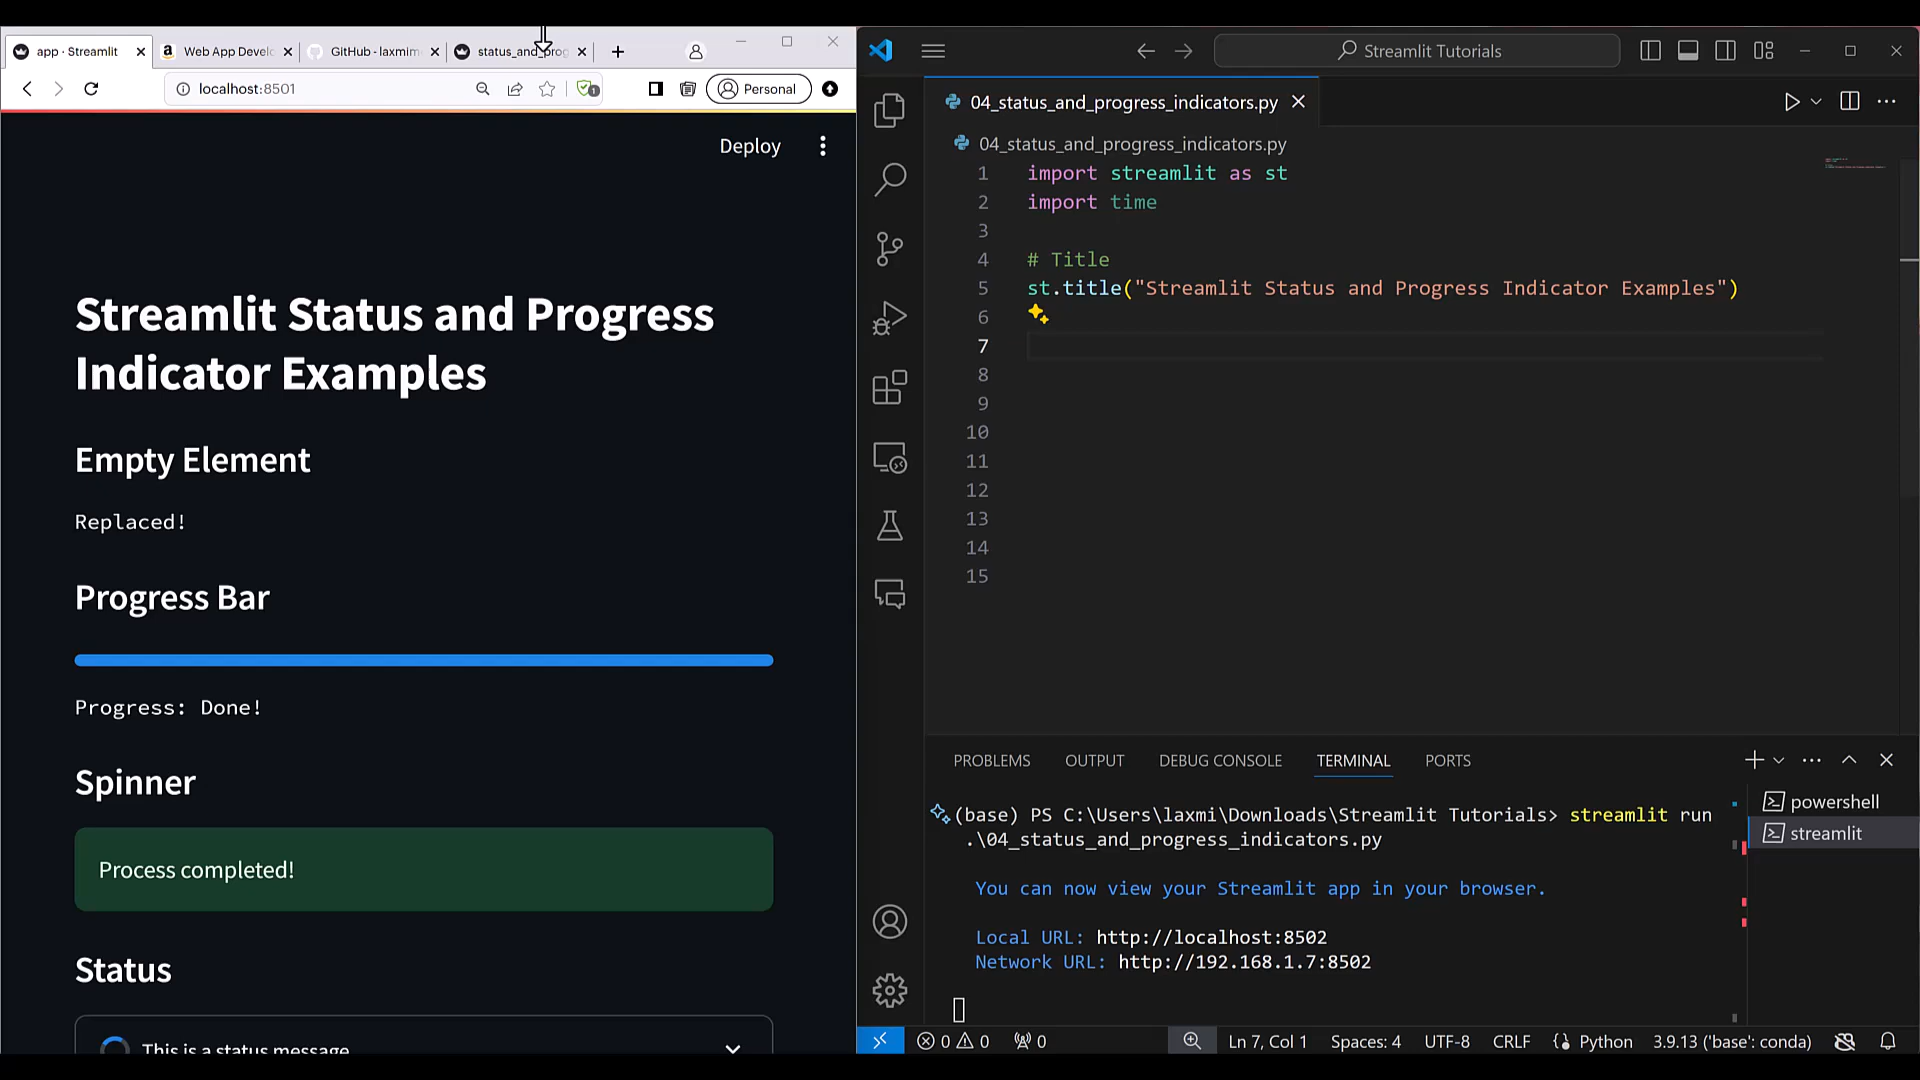 app · Streamlit
Web App Devel
GitHub - laxmim
status_and_prog
localhost:8501
1
Personal
Deploy
Streamlit Status and Progress
Indicator Examples
Empty Element
Replaced!
Progress Bar
Progress: Done!
Spinner
Process completed!
Status
This is a status message
Streamlit Tutorials
04_status_and_progress_indicators.py
04_status_and_progress_indicators.py
1 import streamlit as st
2 import time
3
4 # Title
5 st.title("Streamlit Status and Progress Indicator Examples")
6
7
8
9
10
11
12
13
14
15
PROBLEMS OUTPUT DEBUG CONSOLE TERMINAL PORTS
(base) PS C:\Users\laxmi\Downloads\Streamlit Tutorials> streamlit run
.\04_status_and_progress_indicators.py
You can now view your Streamlit app in your browser.
Local URL: http://localhost:8502
Network URL: http://192.168.1.7:8502
powershell
streamlit
0 0 0 Ln 7, Col 1 Spaces: 4 UTF-8 CRLF Python 3.9.13 ('base': conda)